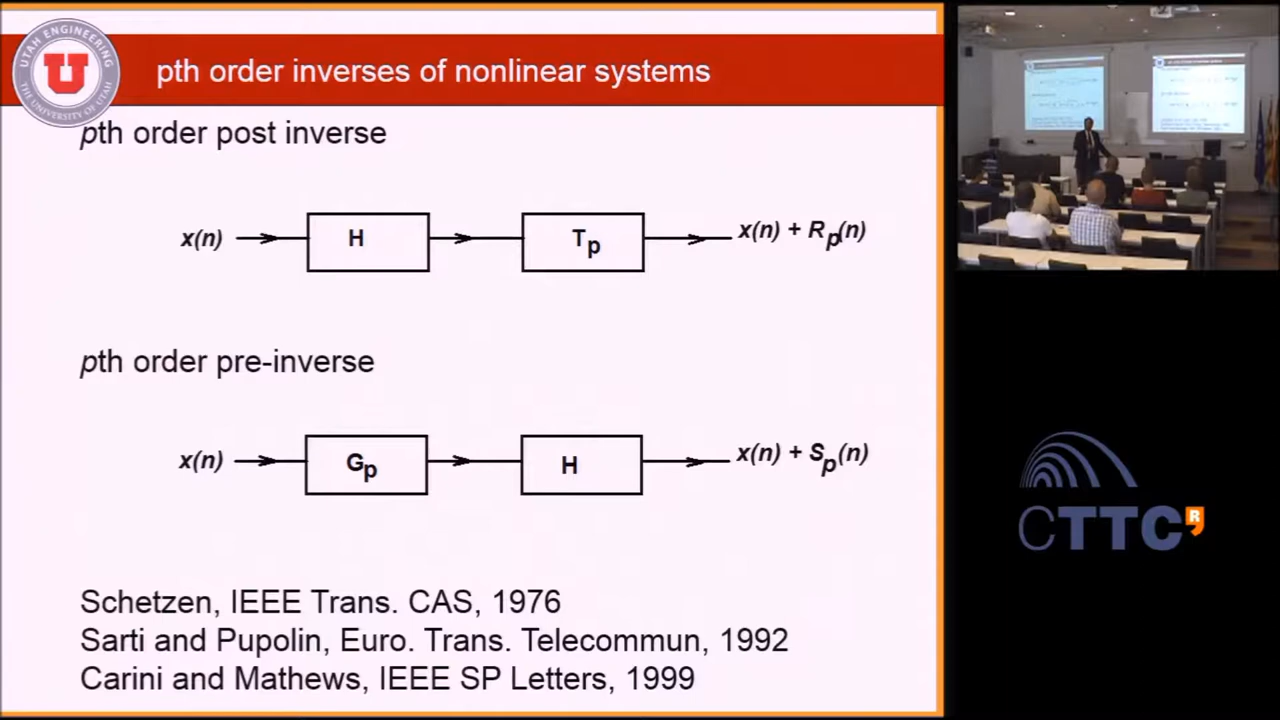 UTAH ENGINEERING
U
THE UNIVERSITY OF UTAH
pth order inverses of nonlinear systems
pth order post inverse
x(n)
H
Tp
x(n) + Rp(n)
pth order pre-inverse
x(n)
Gp
H
x(n) + Sp(n)
Schetzen, IEEE Trans. CAS, 1976
Sarti and Pupolin, Euro. Trans. Telecommun, 1992
Carini and Mathews, IEEE SP Letters, 1999
CTTC
R